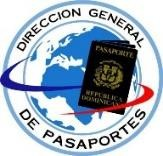 DIRECCION GENERAL
PASAPORTE
REPUBLICA
DOMINICANA
DE PASAPORTES